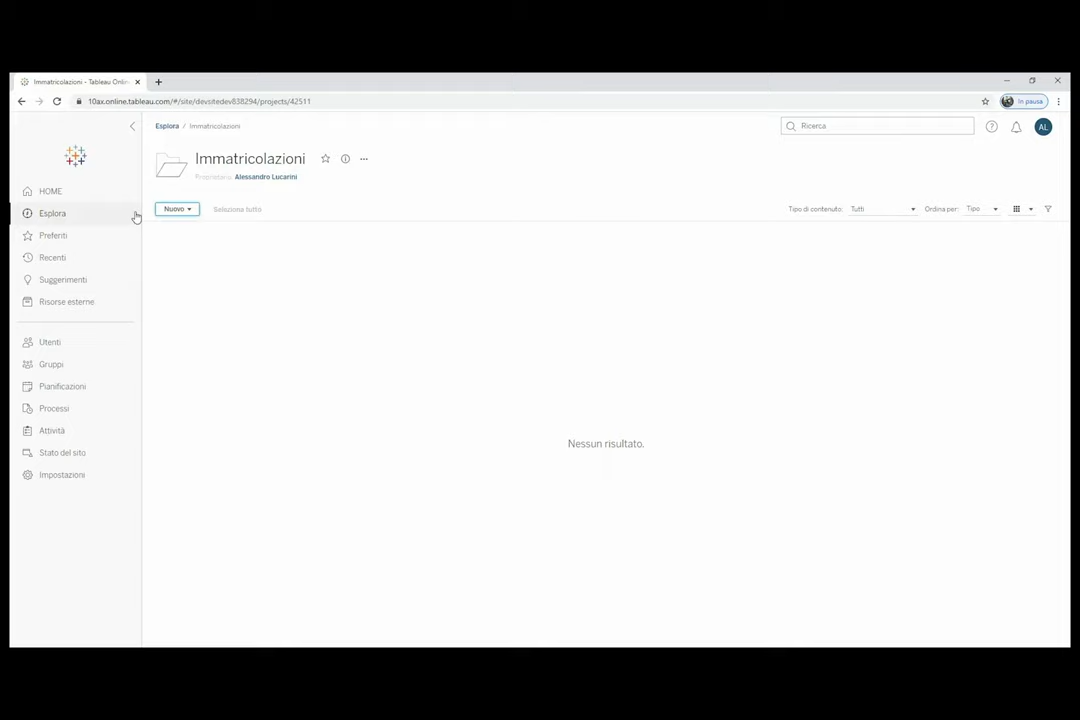 Immatricolazioni - Tableau Onlin
10ax.online.tableau.com/#/site/devsitedev838294/projects/42511
In pausa
Esplora / Immatricolazioni
Ricerca
AL
Immatricolazioni
Proprietario Alessandro Lucarini
HOME
Esplora
Preferiti
Recenti
Suggerimenti
Risorse esterne
Utenti
Gruppi
Pianificazioni
Processi
Attività
Stato del sito
Impostazioni
Nuovo
Seleziona tutto
Tipo di contenuto: Tutti
Ordina per: Tipo
Nessun risultato.